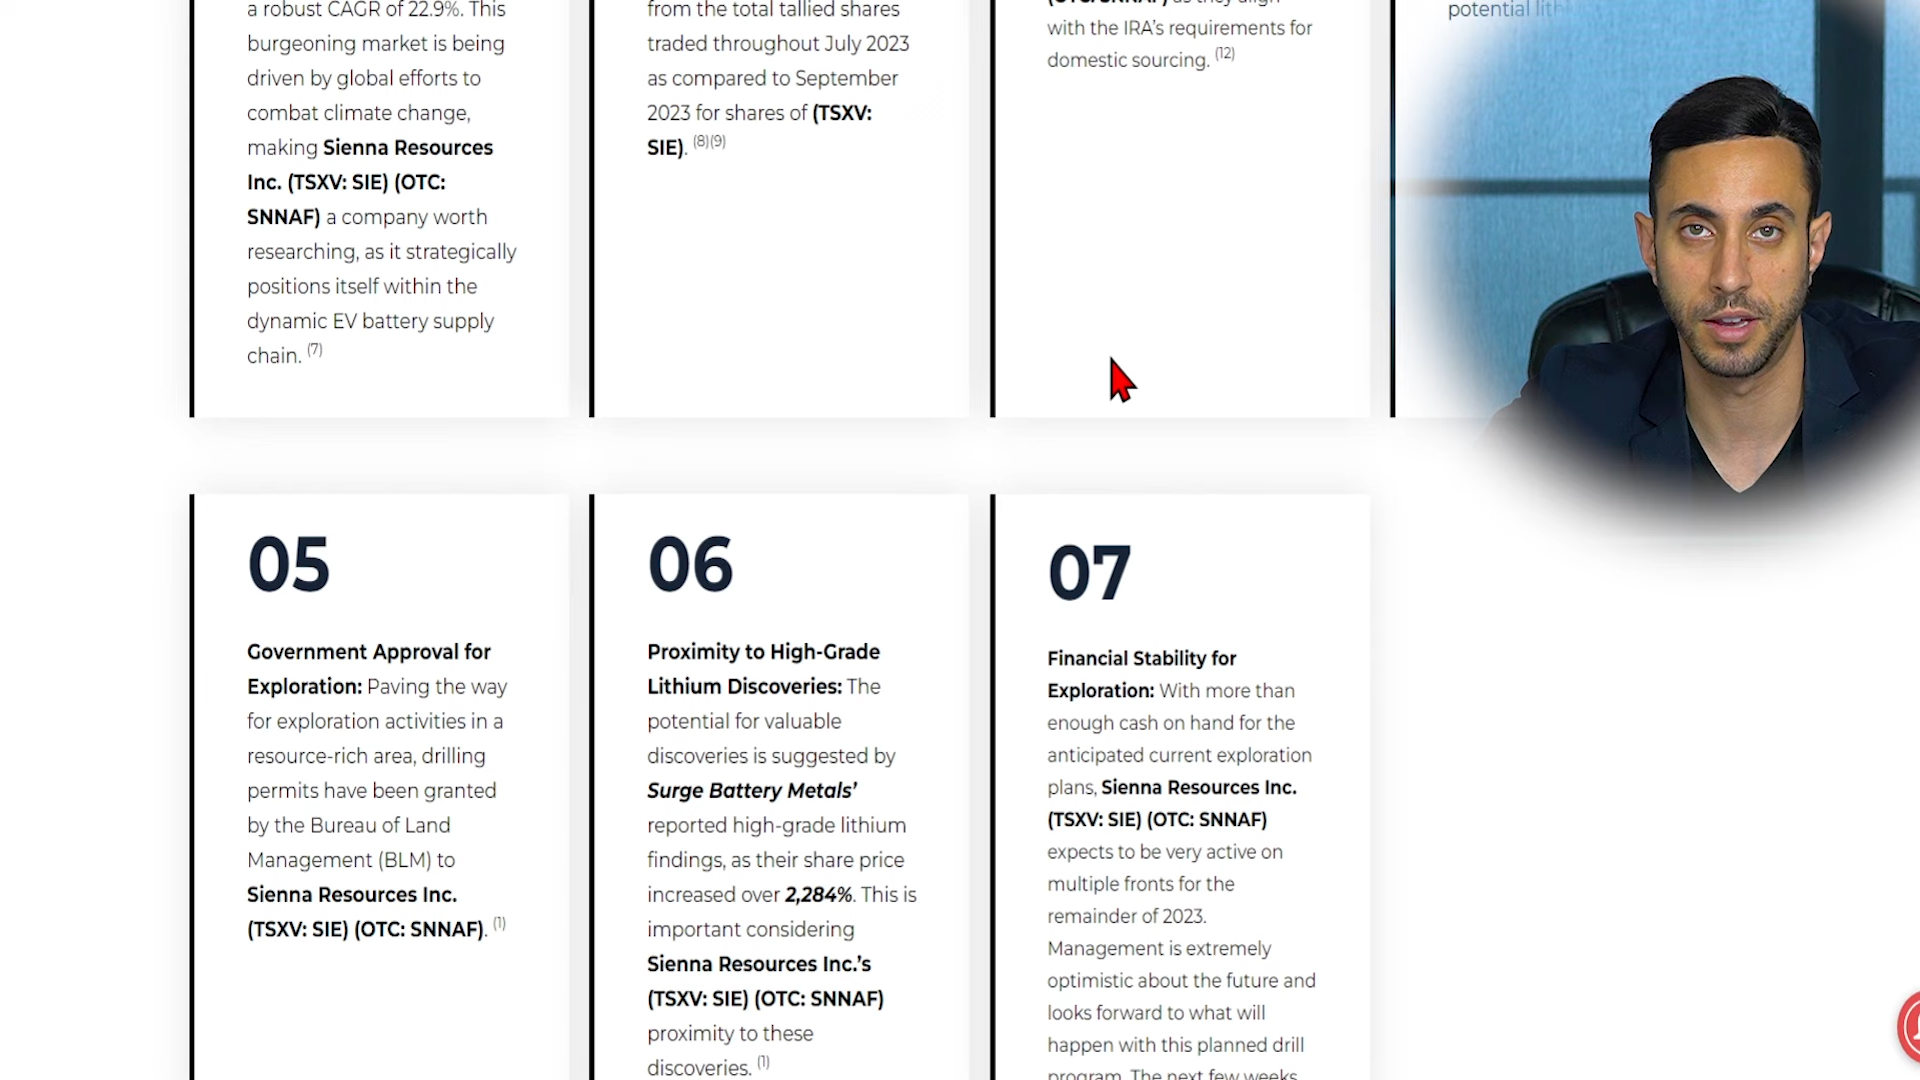 a robust CAGR of 22.9%. This
burgeoning market is being
driven by global efforts to
combat climate change,
making Sienna Resources
Inc. (TSXV: SIE) (OTC:
SNNAF) a company worth
researching, as it strategically
positions itself within the
dynamic EV battery supply
chain. (7)
from the total tallied shares
traded throughout July 2023
as compared to September
2023 for shares of (TSXV:
SIE). (8)(9)
(OTC: SNNAF) as they align
with the IRA's requirements for
domestic sourcing. (12)
potential
05
Government Approval for
Exploration: Paving the way
for exploration activities in a
resource-rich area, drilling
permits have been granted
by the Bureau of Land
Management (BLM) to
Sienna Resources Inc.
(TSXV: SIE) (OTC: SNNAF). (1)
06
Proximity to High-Grade
Lithium Discoveries: The
potential for valuable
discoveries is suggested by
Surge Battery Metals'
reported high-grade lithium
findings, as their share price
increased over 2,284%. This is
important considering
Sienna Resources Inc.'s
(TSXV: SIE) (OTC: SNNAF)
proximity to these
discoveries. (1)
07
Financial Stability for
Exploration: With more than
enough cash on hand for the
anticipated current exploration
plans, Sienna Resources Inc.
(TSXV: SIE) (OTC: SNNAF)
expects to be very active on
multiple fronts for the
remainder of 2023.
Management is extremely
optimistic about the future and
looks forward to what will
happen with this planned drill
program. The next few weeks